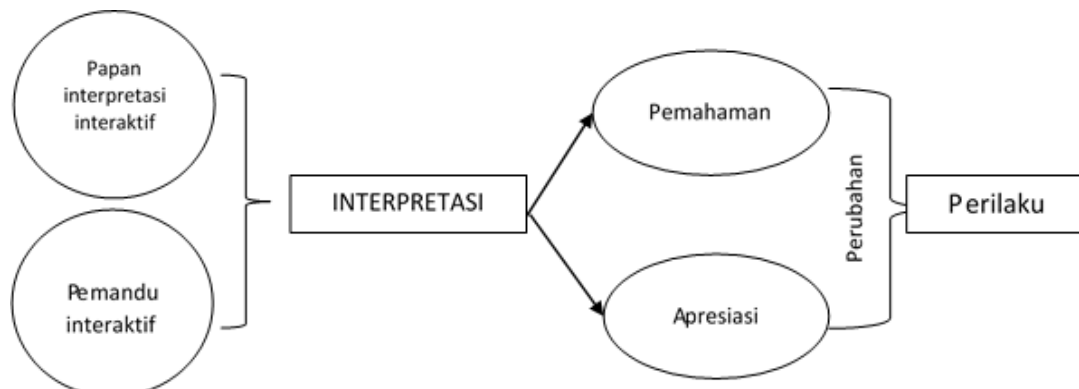 Papan
interpretasi
interaktif
Pemandu
interaktif
INTERPRETASI
Pemahaman
Apresiasi
Perubahan
Perilaku